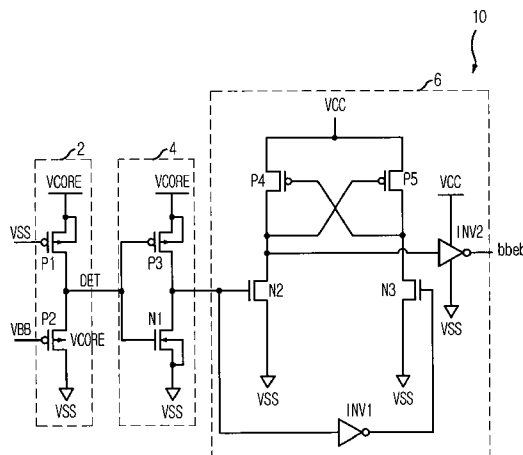 10
6
2
4
VCC
VCORE
VCORE
P4
P5
VCC
VSS
P1
P3
INV2
bbeb
DET
N2
N3
P2
N1
VSS
VBB
VCORE
VSS
VSS
VSS
VSS
INV1